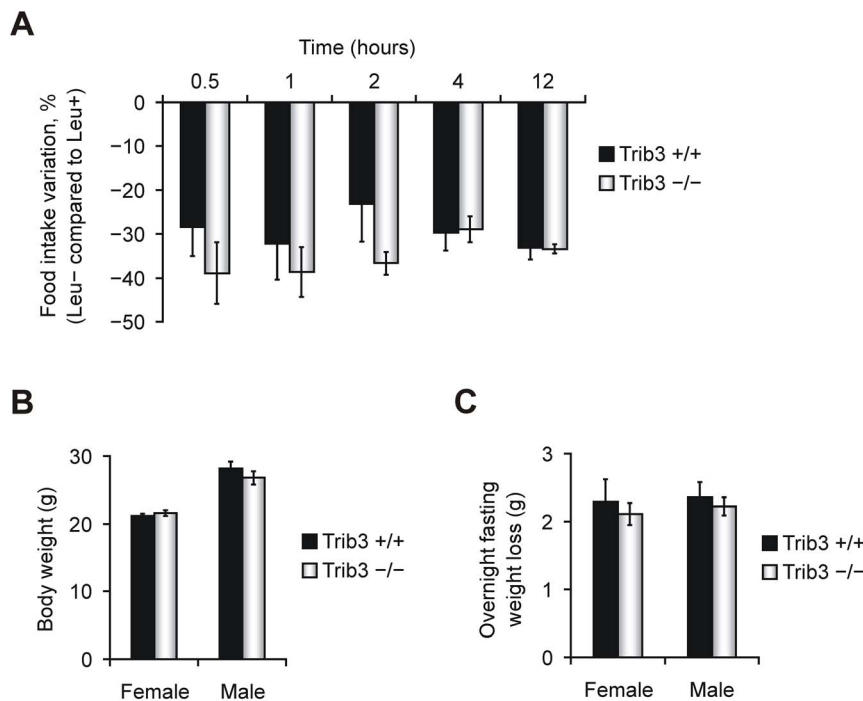 A
Time (hours)
0.5 1 2 4 12
Food intake variation, %
(Leu− compared to Leu+)
0
−10
−20
−30
−40
−50
Trib3 +/+
Trib3 −/−
B
Body weight (g)
30
20
10
0
Female Male
Trib3 +/+
Trib3 −/−
C
Overnight fasting
weight loss (g)
3
2
1
0
Female Male
Trib3 +/+
Trib3 −/−